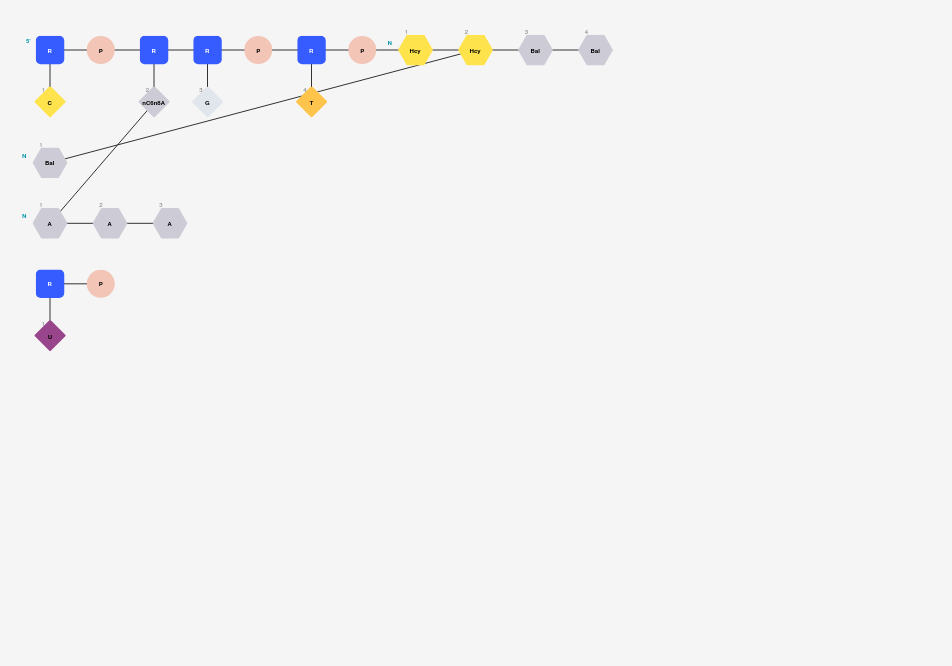 1 2 3 4
5' R P R R P R P N Hcy Hcy Bal Bal
1 2 3 4
C nC6n8A G T
1
N Bal
1 2 3
N A A A
R P
1
U